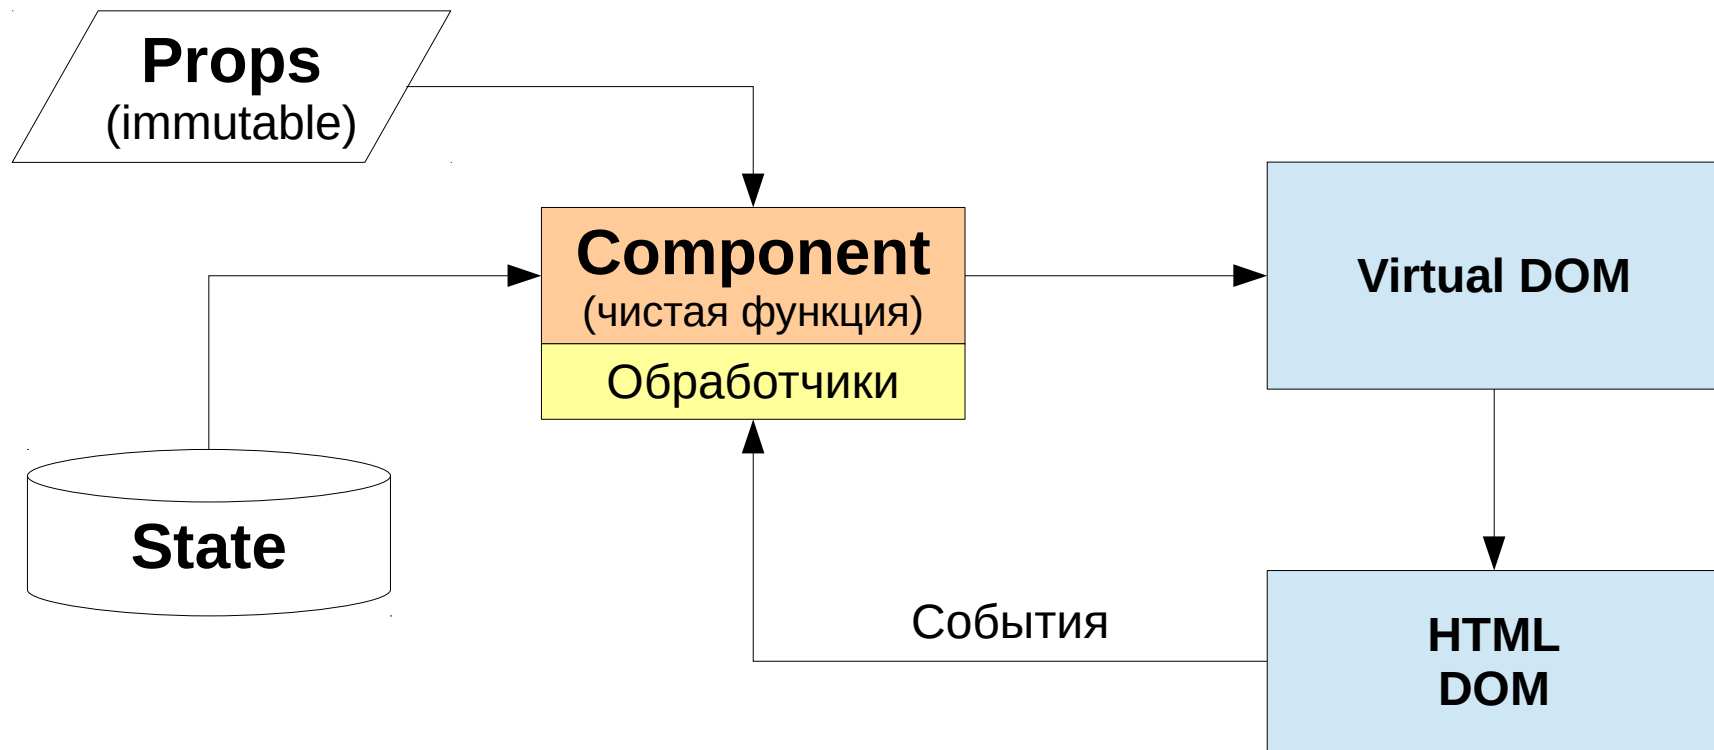 Props
(immutable)
Component
(чистая функция)
Обработчики
Virtual DOM
State
События
HTML
DOM